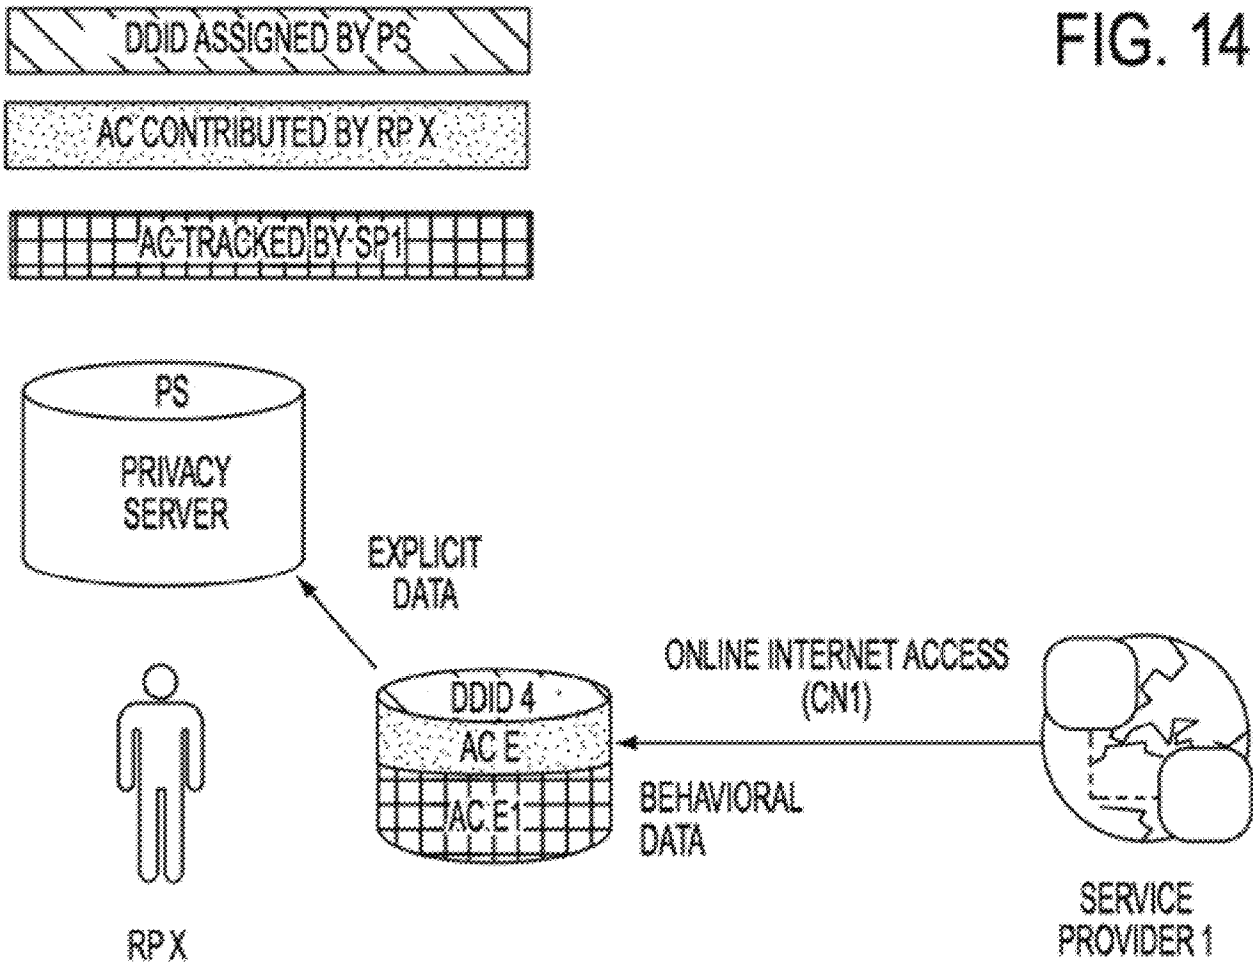 FIG. 14
DDID ASSIGNED BY PS
AC CONTRIBUTED BY RP X
AC TRACKED BY SP1
PS
PRIVACY
SERVER
EXPLICIT
DATA
DDID 4
AC E
AC E1
ONLINE INTERNET ACCESS
(CN1)
BEHAVIORAL
DATA
RP X
SERVICE
PROVIDER 1